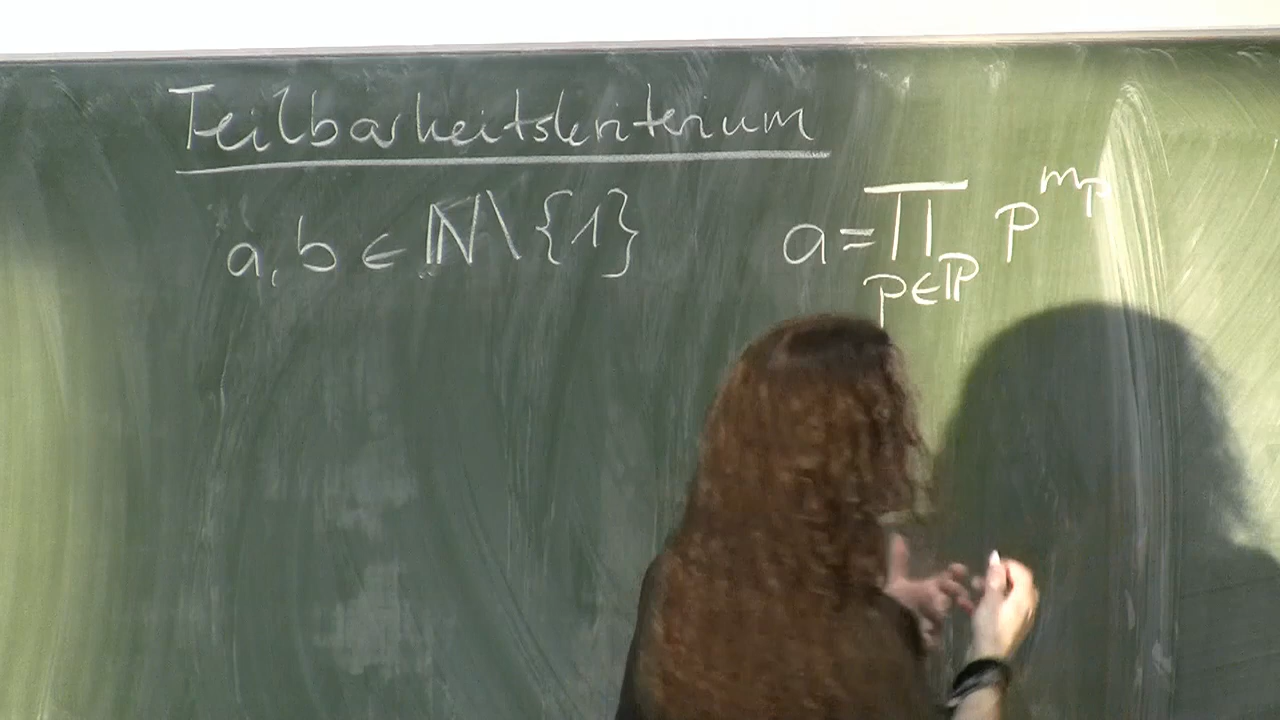 Teilbarkeitskriterium
a, b ∈ ℕ \ {1} a = ∏_{p∈ℙ} p^{m_p}